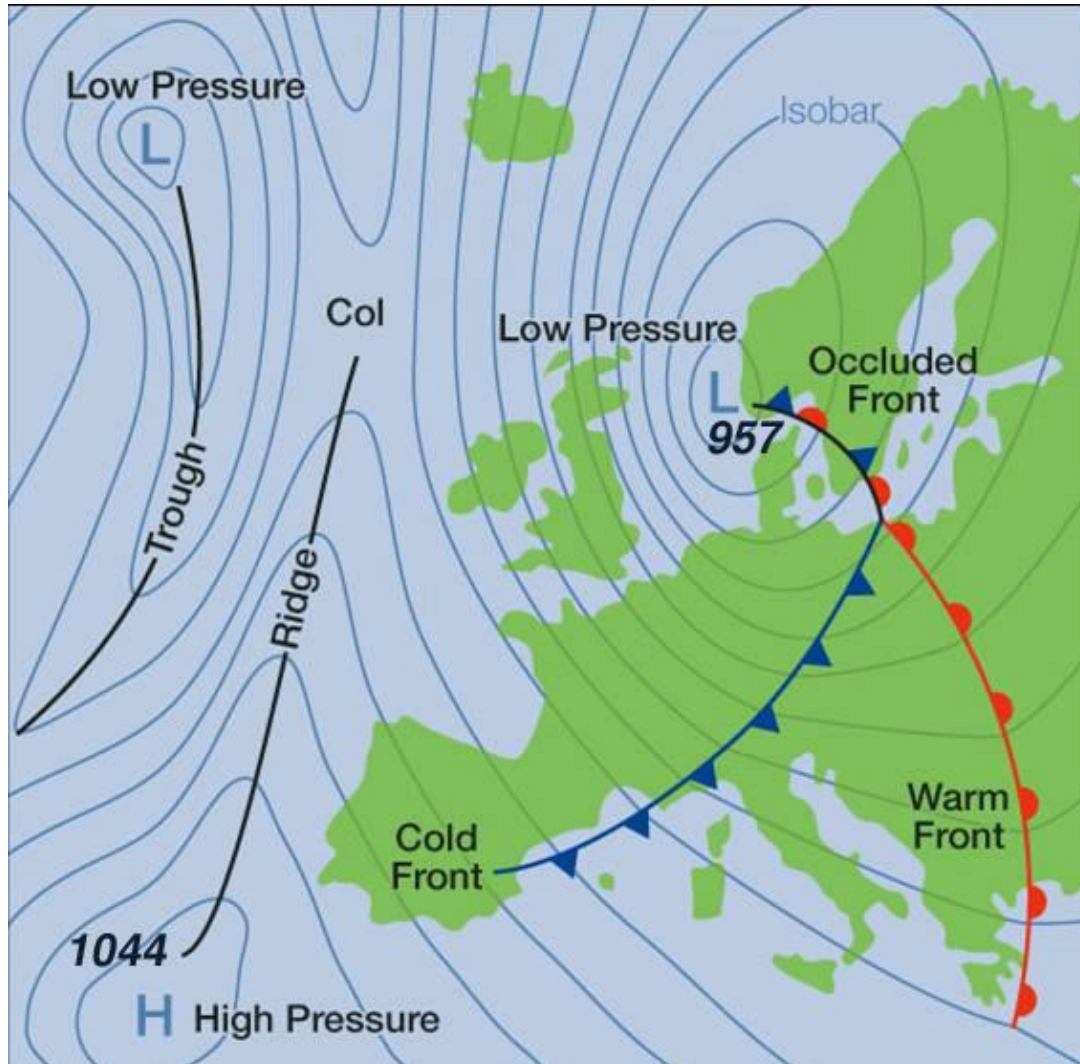 Low Pressure
L
Isobar
Col
Low Pressure
L
957
Occluded
Front
Trough
Ridge
Warm
Front
Cold
Front
1044
H High Pressure